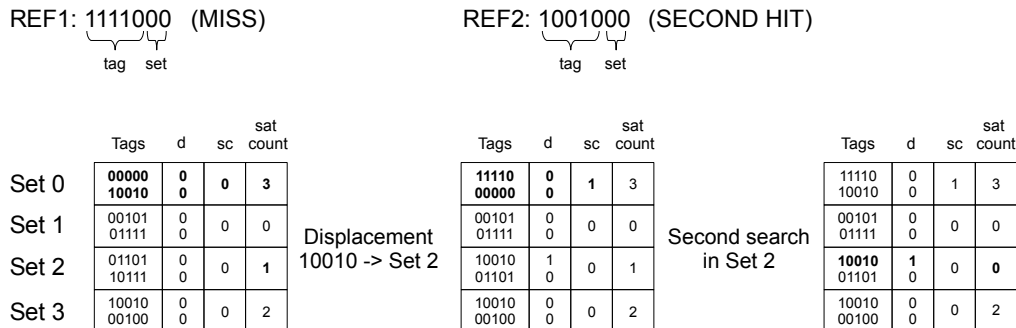 REF1: 1111000 (MISS)
REF2: 1001000 (SECOND HIT)
tag set
tag set
Tags d sc sat count
Tags d sc sat count
Tags d sc sat count
Set 0
00000 0 0 3
10010 0
11110 0 1 3
00000 0
11110 0 1 3
10010 0
Set 1
00101 0 0 0
01111 0
00101 0 0 0
01111 0
00101 0 0 0
01111 0
Displacement
10010 -> Set 2
Second search
in Set 2
Set 2
01101 0 0 1
10111 0
10010 1 0 1
01101 0
10010 1 0 0
01101 0
Set 3
10010 0 0 2
00100 0
10010 0 0 2
00100 0
10010 0 0 2
00100 0